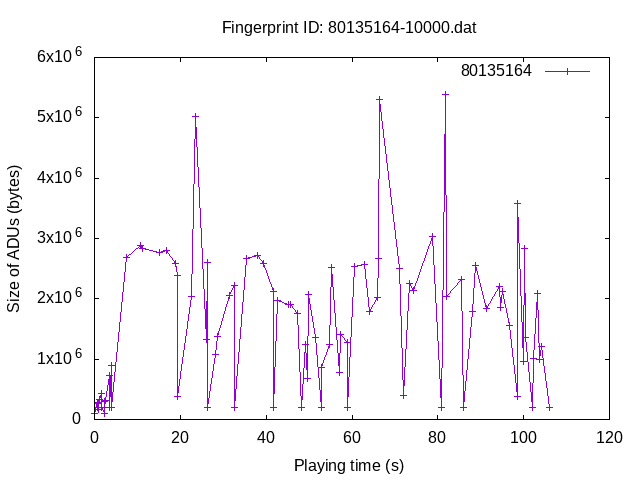 Fingerprint ID: 80135164-10000.dat
6x10^6
80135164
5x10^6
4x10^6
3x10^6
2x10^6
1x10^6
0
0 20 40 60 80 100 120
Size of ADUs (bytes)
Playing time (s)